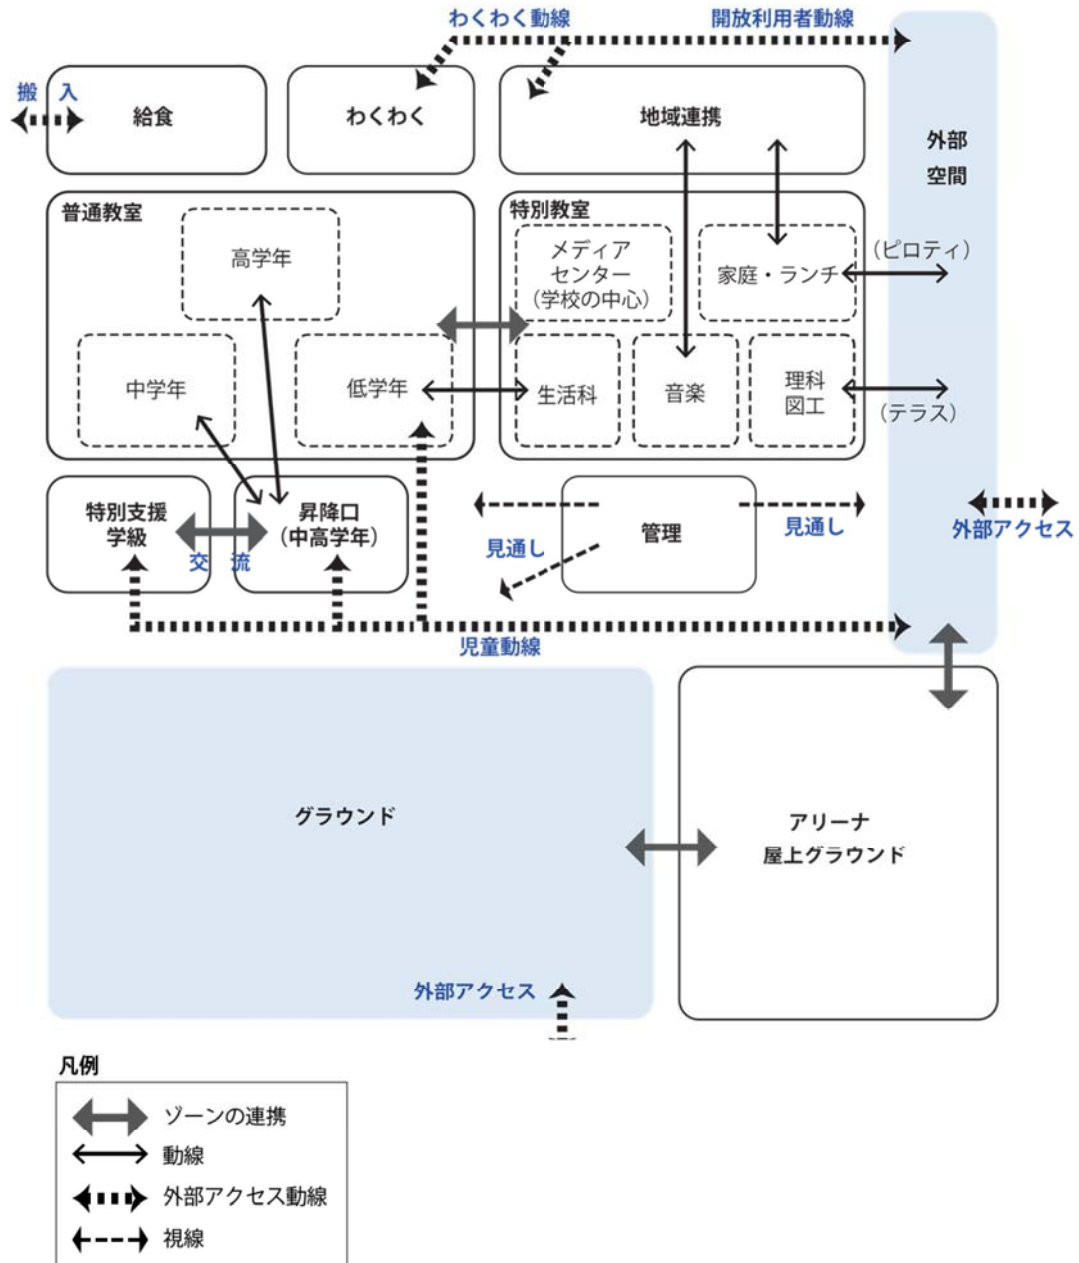 わくわく動線
開放利用者動線
搬 入
給食
わくわく
地域連携
外部
空間
普通教室
高学年
中学年
低学年
特別教室
メディア
センター
(学校の中心)
家庭・ランチ
(ピロティ)
生活科
音楽
理科
図工
(テラス)
特別支援
学級
交 流
昇降口
(中高学年)
見通し
管理
見通し
外部アクセス
児童動線
グラウンド
アリーナ
屋上グラウンド
外部アクセス
凡例
ゾーンの連携
動線
外部アクセス動線
視線